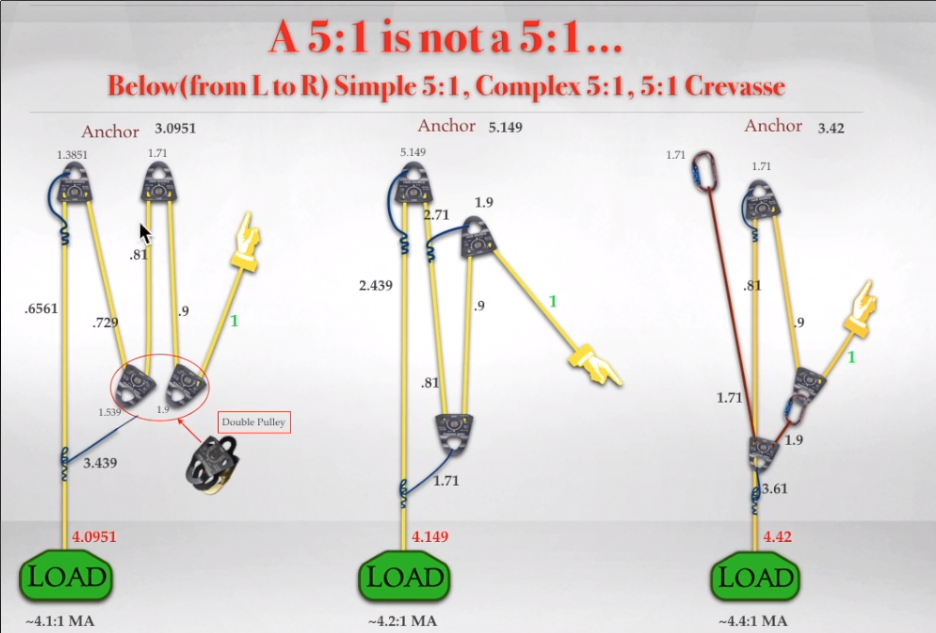 A 5:1 is not a 5:1...
Below(from L to R) Simple 5:1, Complex 5:1, 5:1 Crevasse
Anchor 3.0951
Anchor 5.149
Anchor 3.42
1.3851
1.71
5.149
1.9
1.71
1.71
2.71
.81
2.439
.6561
.729
.9
1
.9
1
.81
.9
1
.81
1.71
1.539
1.9
Double Pulley
3.439
1.71
1.9
3.61
4.0951
4.149
4.42
LOAD
LOAD
LOAD
~4.1:1 MA
~4.2:1 MA
~4.4:1 MA